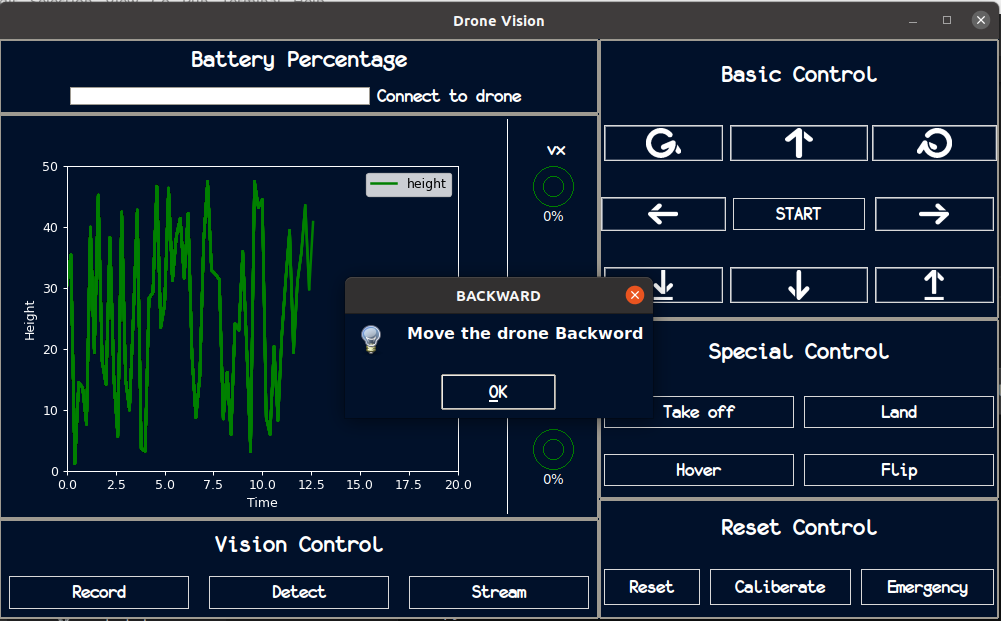 Drone Vision
Battery Percentage
Connect to drone
Basic Control
START
VX
0%
height
50
40
30
20
10
0
Height
0.0 2.5 5.0 7.5 10.0 12.5 15.0 17.5 20.0
Time
0%
BACKWARD
Move the drone Backword
OK
Special Control
Take off Land
Hover Flip
Vision Control
Record Detect Stream
Reset Control
Reset Caliberate Emergency